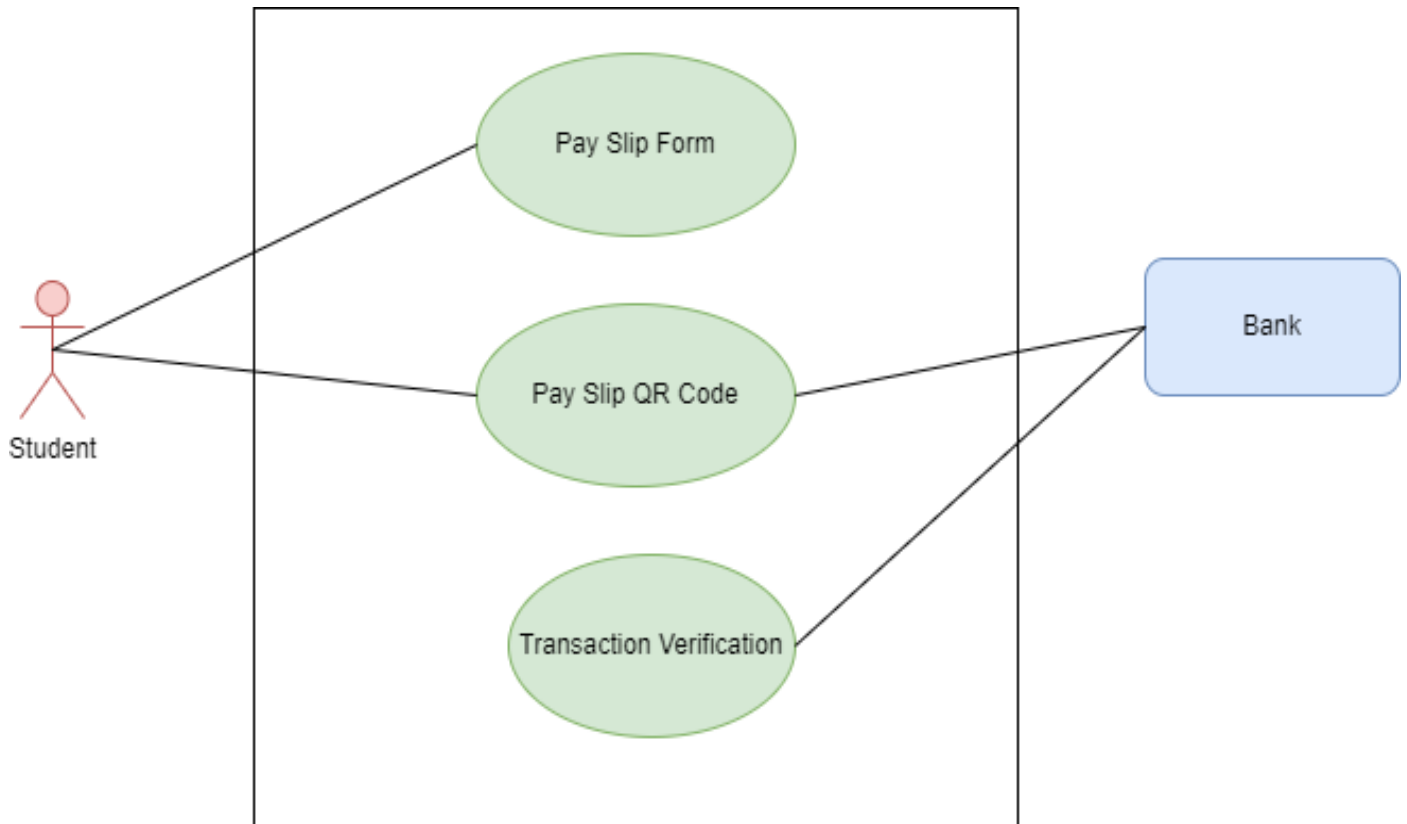 Pay Slip Form
Bank
Pay Slip QR Code
Student
Transaction Verification